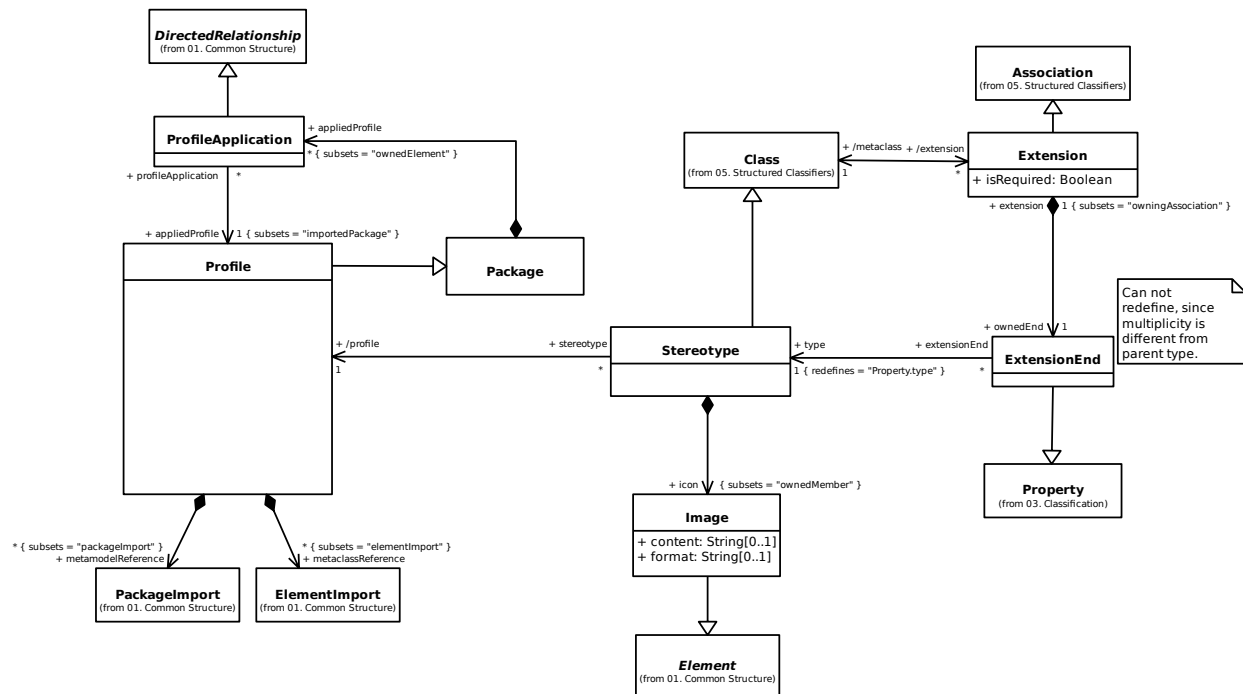 DirectedRelationship
(from 01. Common Structure)
Association
(from 05. Structured Classifiers)
ProfileApplication
+ appliedProfile
* { subsets = "ownedElement" }
+ profileApplication
*
Class
(from 05. Structured Classifiers)
+ /metaclass
1
+ /extension
*
Extension
+ isRequired: Boolean
+ extension
1 { subsets = "owningAssociation" }
+ appliedProfile
1 { subsets = "importedPackage" }
Profile
Package
Can not
redefine, since
multiplicity is
different from
parent type.
+ ownedEnd
1
+ /profile
1
+ stereotype
*
Stereotype
+ type
1 { redefines = "Property.type" }
+ extensionEnd
*
ExtensionEnd
+ icon
{ subsets = "ownedMember" }
Property
(from 03. Classification)
Image
+ content: String[0..1]
+ format: String[0..1]
* { subsets = "packageImport" }
+ metamodelReference
* { subsets = "elementImport" }
+ metaclassReference
PackageImport
(from 01. Common Structure)
ElementImport
(from 01. Common Structure)
Element
(from 01. Common Structure)